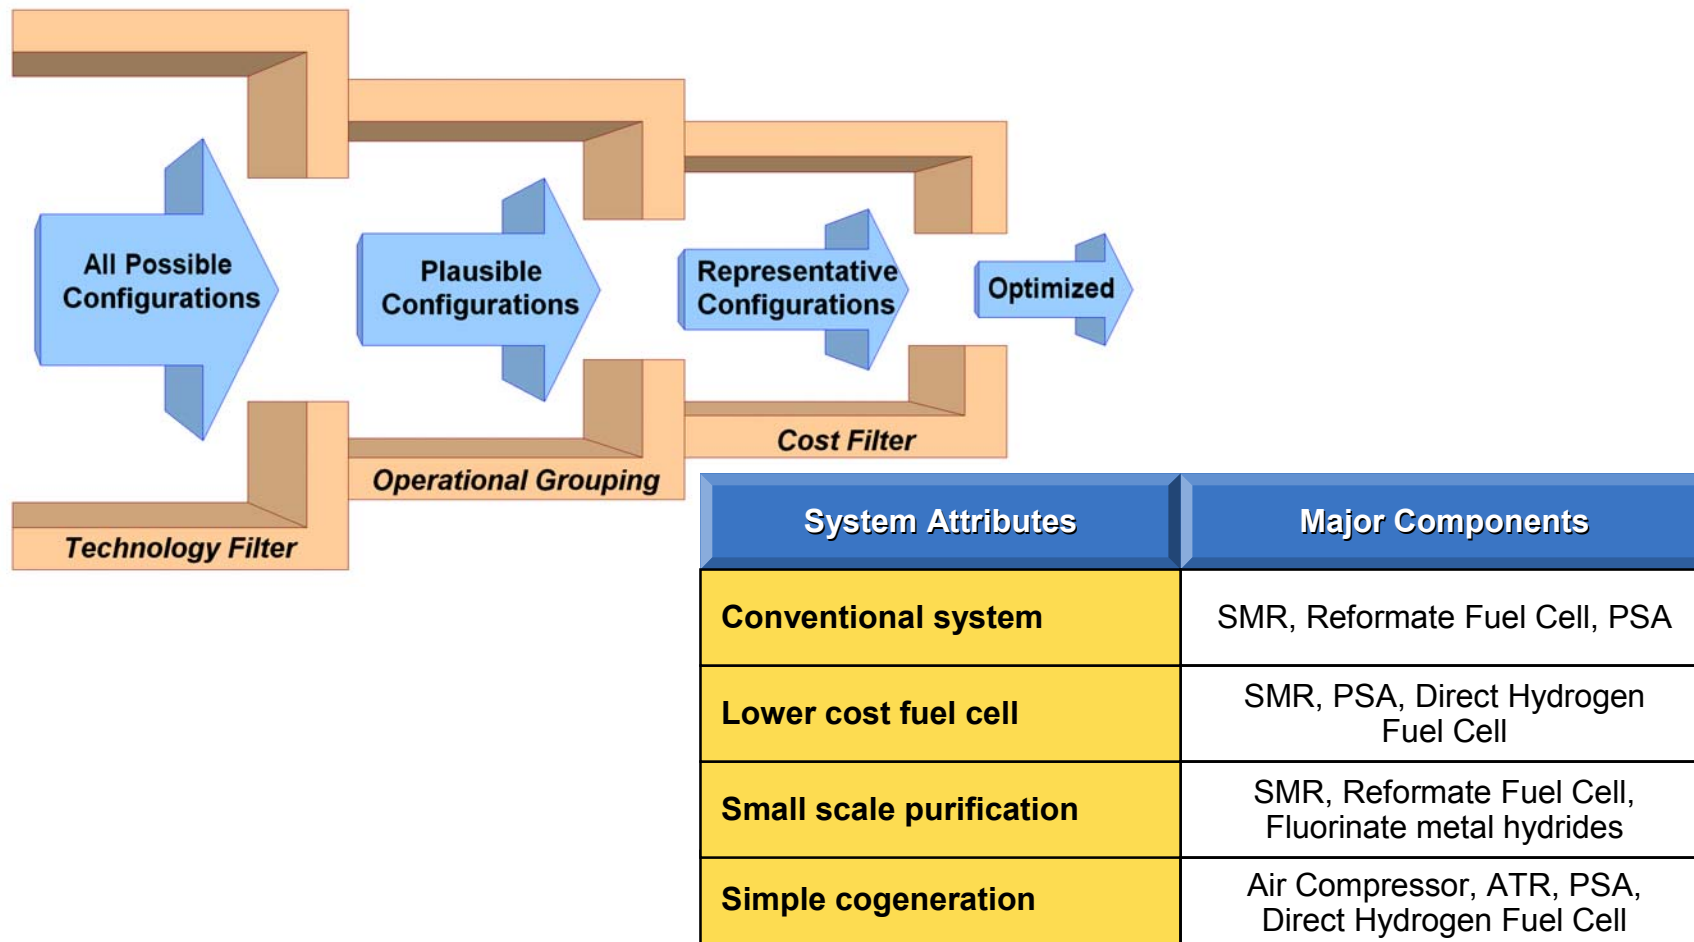 All Possible
Configurations
Plausible
Configurations
Representative
Configurations
Optimized
Technology Filter
Operational Grouping
Cost Filter
System Attributes
Major Components
Conventional system
SMR, Reformate Fuel Cell, PSA
Lower cost fuel cell
SMR, PSA, Direct Hydrogen
Fuel Cell
Small scale purification
SMR, Reformate Fuel Cell,
Fluorinate metal hydrides
Simple cogeneration
Air Compressor, ATR, PSA,
Direct Hydrogen Fuel Cell